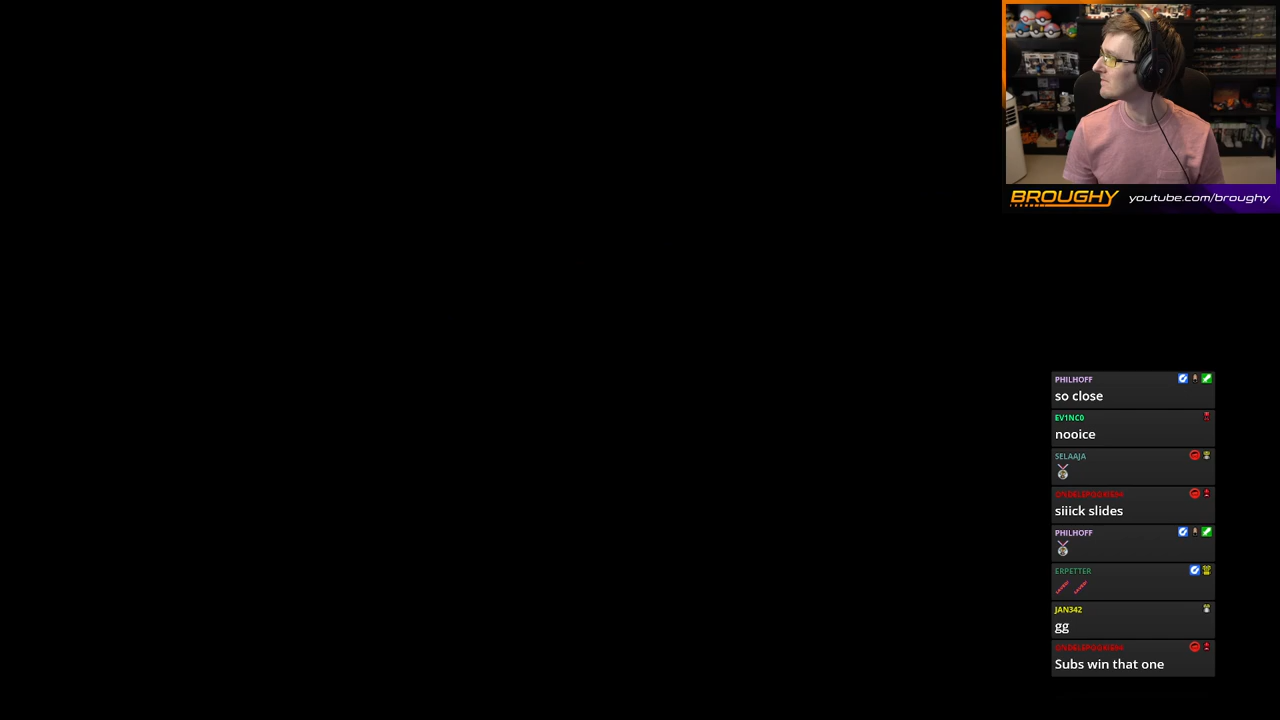 BROUGHY
youtube.com/broughy
PHILHOFF
so close
EV1NC0
nooice
SELAAJA
siiick slides
PHILHOFF
ERPETTER
JAN342
gg
Subs win that one